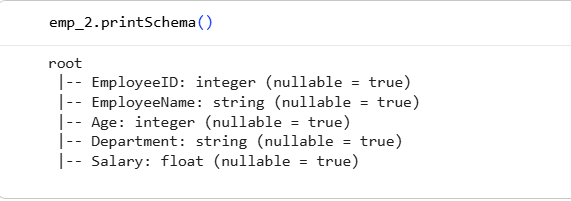 emp_2.printSchema()
root
 |-- EmployeeID: integer (nullable = true)
 |-- EmployeeName: string (nullable = true)
 |-- Age: integer (nullable = true)
 |-- Department: string (nullable = true)
 |-- Salary: float (nullable = true)